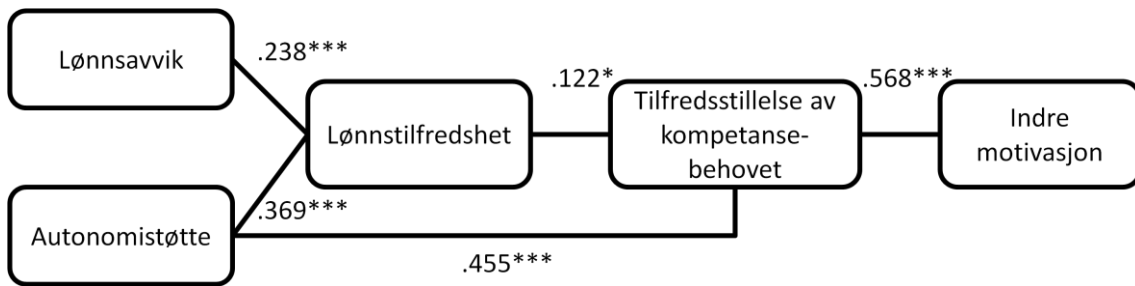 Lønnsavvik
.238***
.122*
.568***
Lønnstilfredshet
Tilfredsstillelse av
kompetanse-
behovet
Indre
motivasjon
Autonomistøtte
.369***
.455***